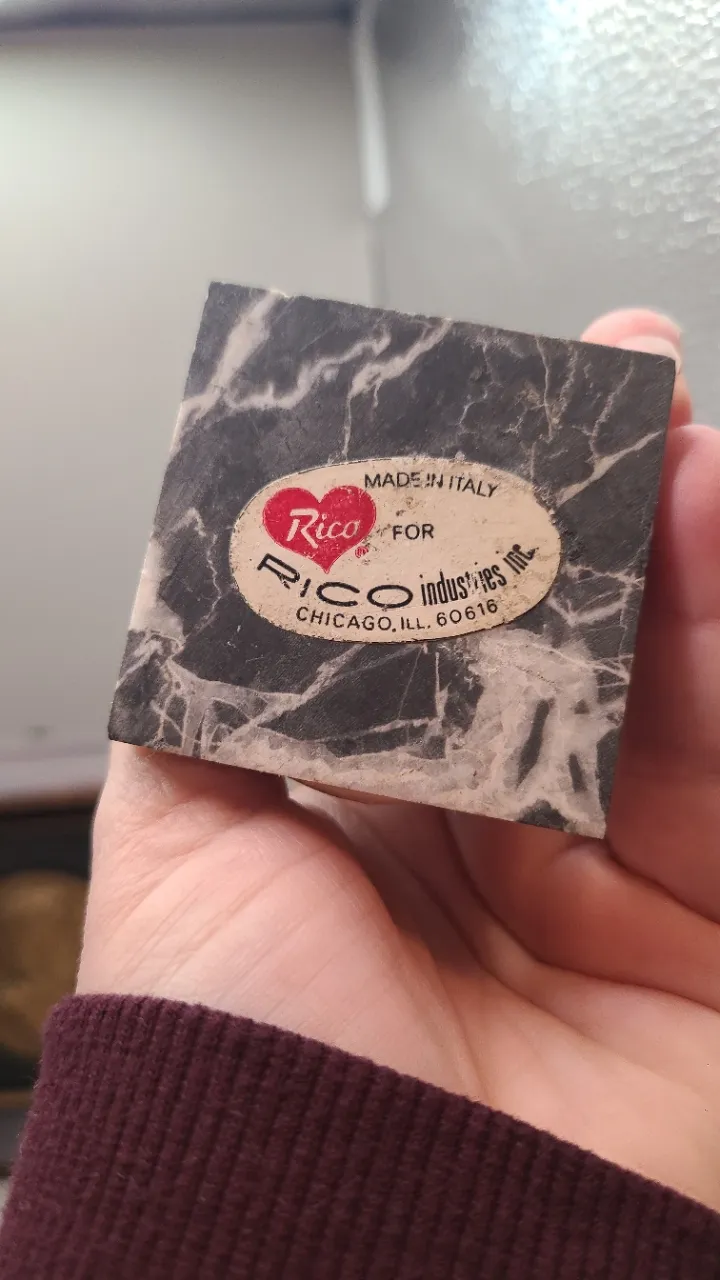 MADE IN ITALY
Rico
FOR
RICO industries inc.
CHICAGO, ILL. 60616